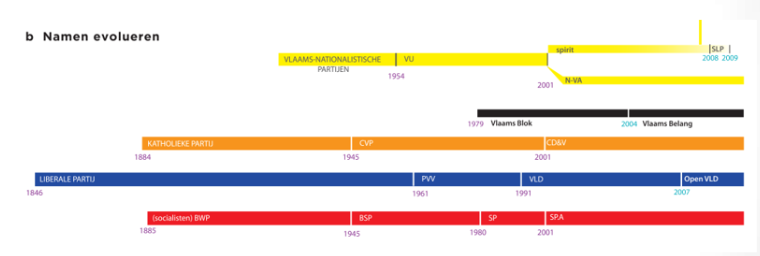 b Namen evolueren
spirit
SLP
2008 2009
VLAAMS-NATIONALISTISCHE
PARTIJEN
VU
1954
2001
N-VA
1979 Vlaams Blok
2004 Vlaams Belang
KATHOLIEKE PARTIJ
CVP
CD&V
1884
1945
2001
LIBERALE PARTIJ
PVV
VLD
Open VLD
1846
1961
1991
2007
(socialisten) BWP
BSP
SP
SP.A
1885
1945
1980
2001